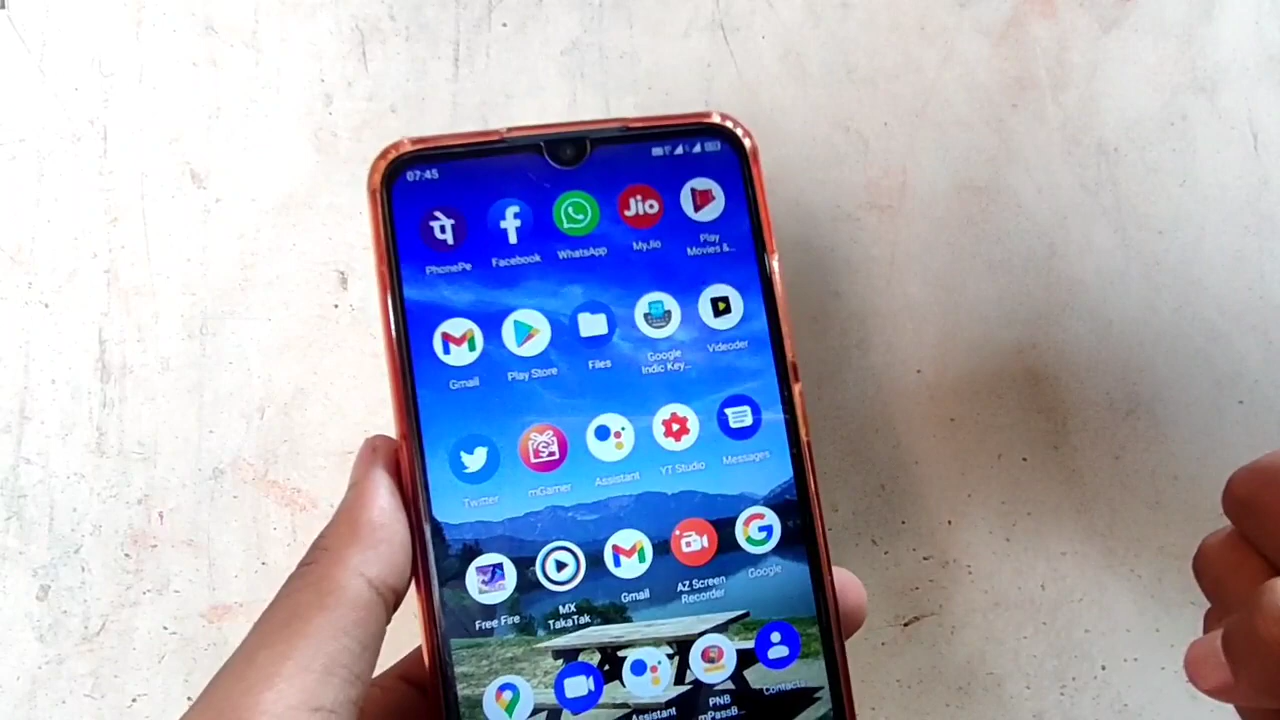 07:45
पे
Jio
PhonePe
Facebook
WhatsApp
MyJio
Play
Movies &..
Gmail
Play Store
Files
Google
Indic Key..
Videoder
Twitter
mGamer
Assistant
YT Studio
Messages
Free Fire
MX
TakaTak
Gmail
AZ Screen
Recorder
Google
Assistant
PNB
mPassB..
Contacts